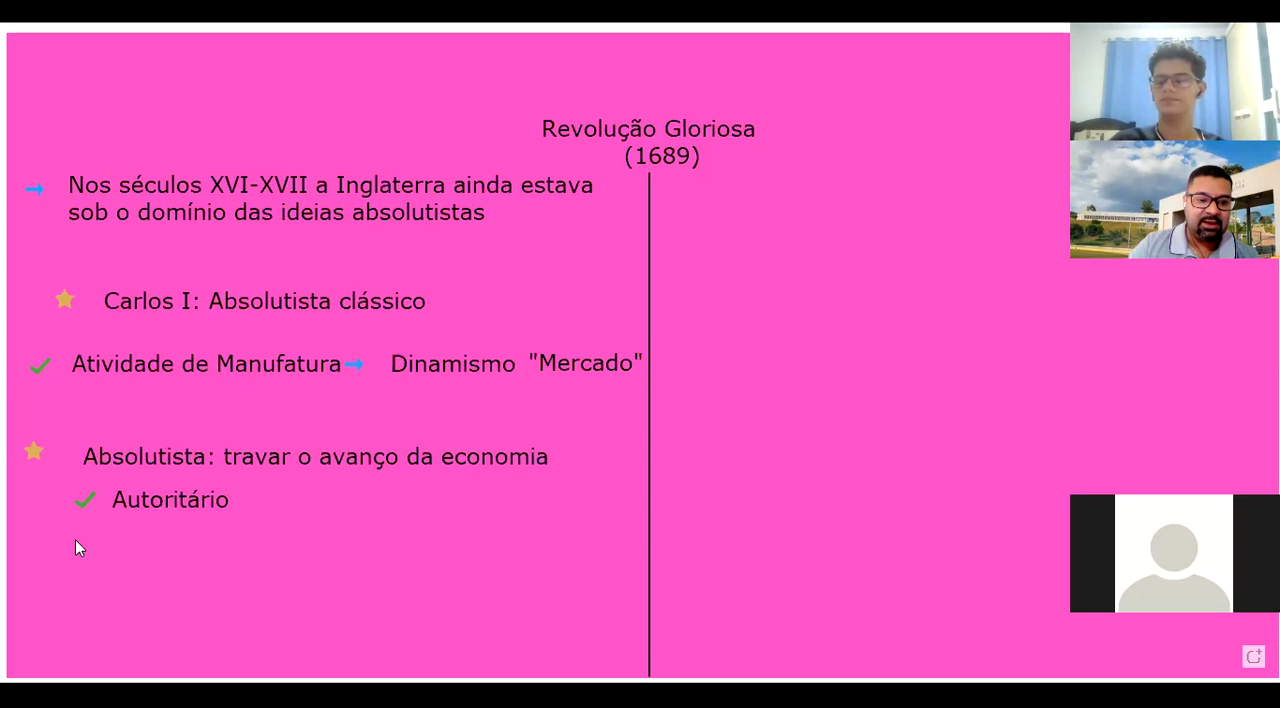 Revolução Gloriosa
(1689)
Nos séculos XVI-XVII a Inglaterra ainda estava
sob o domínio das ideias absolutistas
Carlos I: Absolutista clássico
Atividade de Manufatura → Dinamismo "Mercado"
Absolutista: travar o avanço da economia
Autoritário